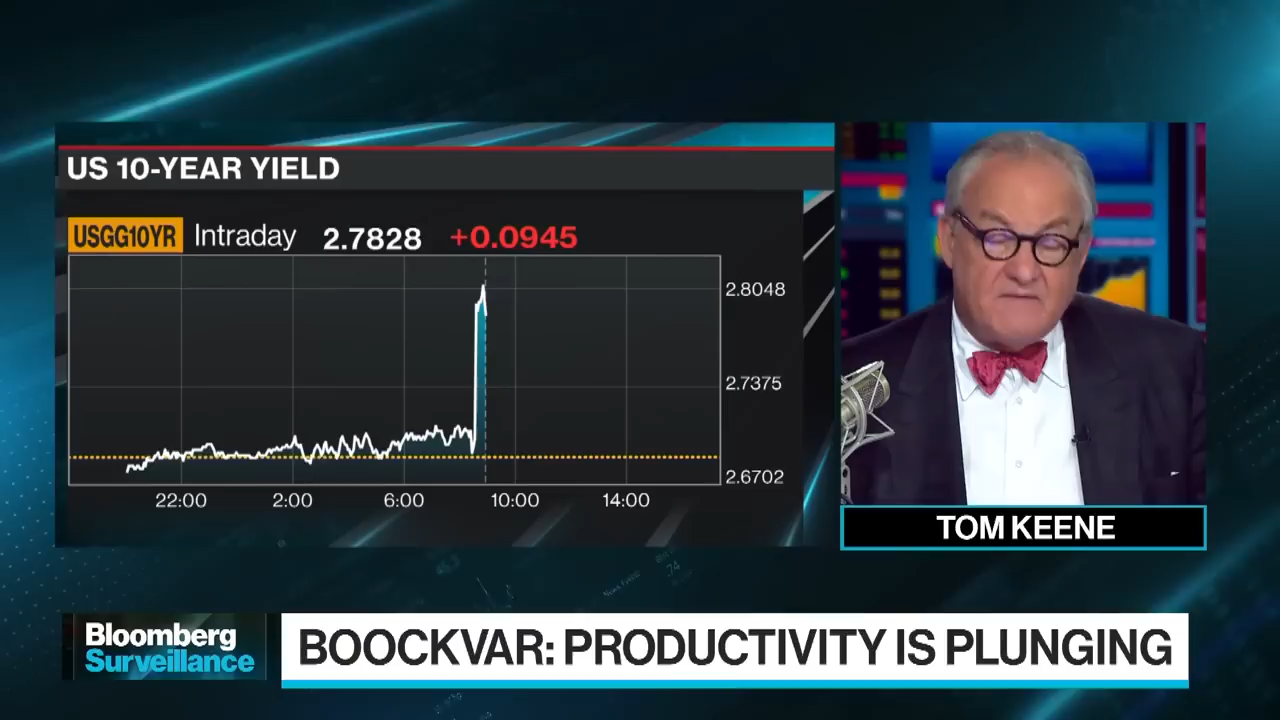 US 10-YEAR YIELD
USGG10YR Intraday 2.7828 +0.0945
2.8048
2.7375
2.6702
22:00 2:00 6:00 10:00 14:00
TOM KEENE
Bloomberg
Surveillance
BOOCKVAR: PRODUCTIVITY IS PLUNGING